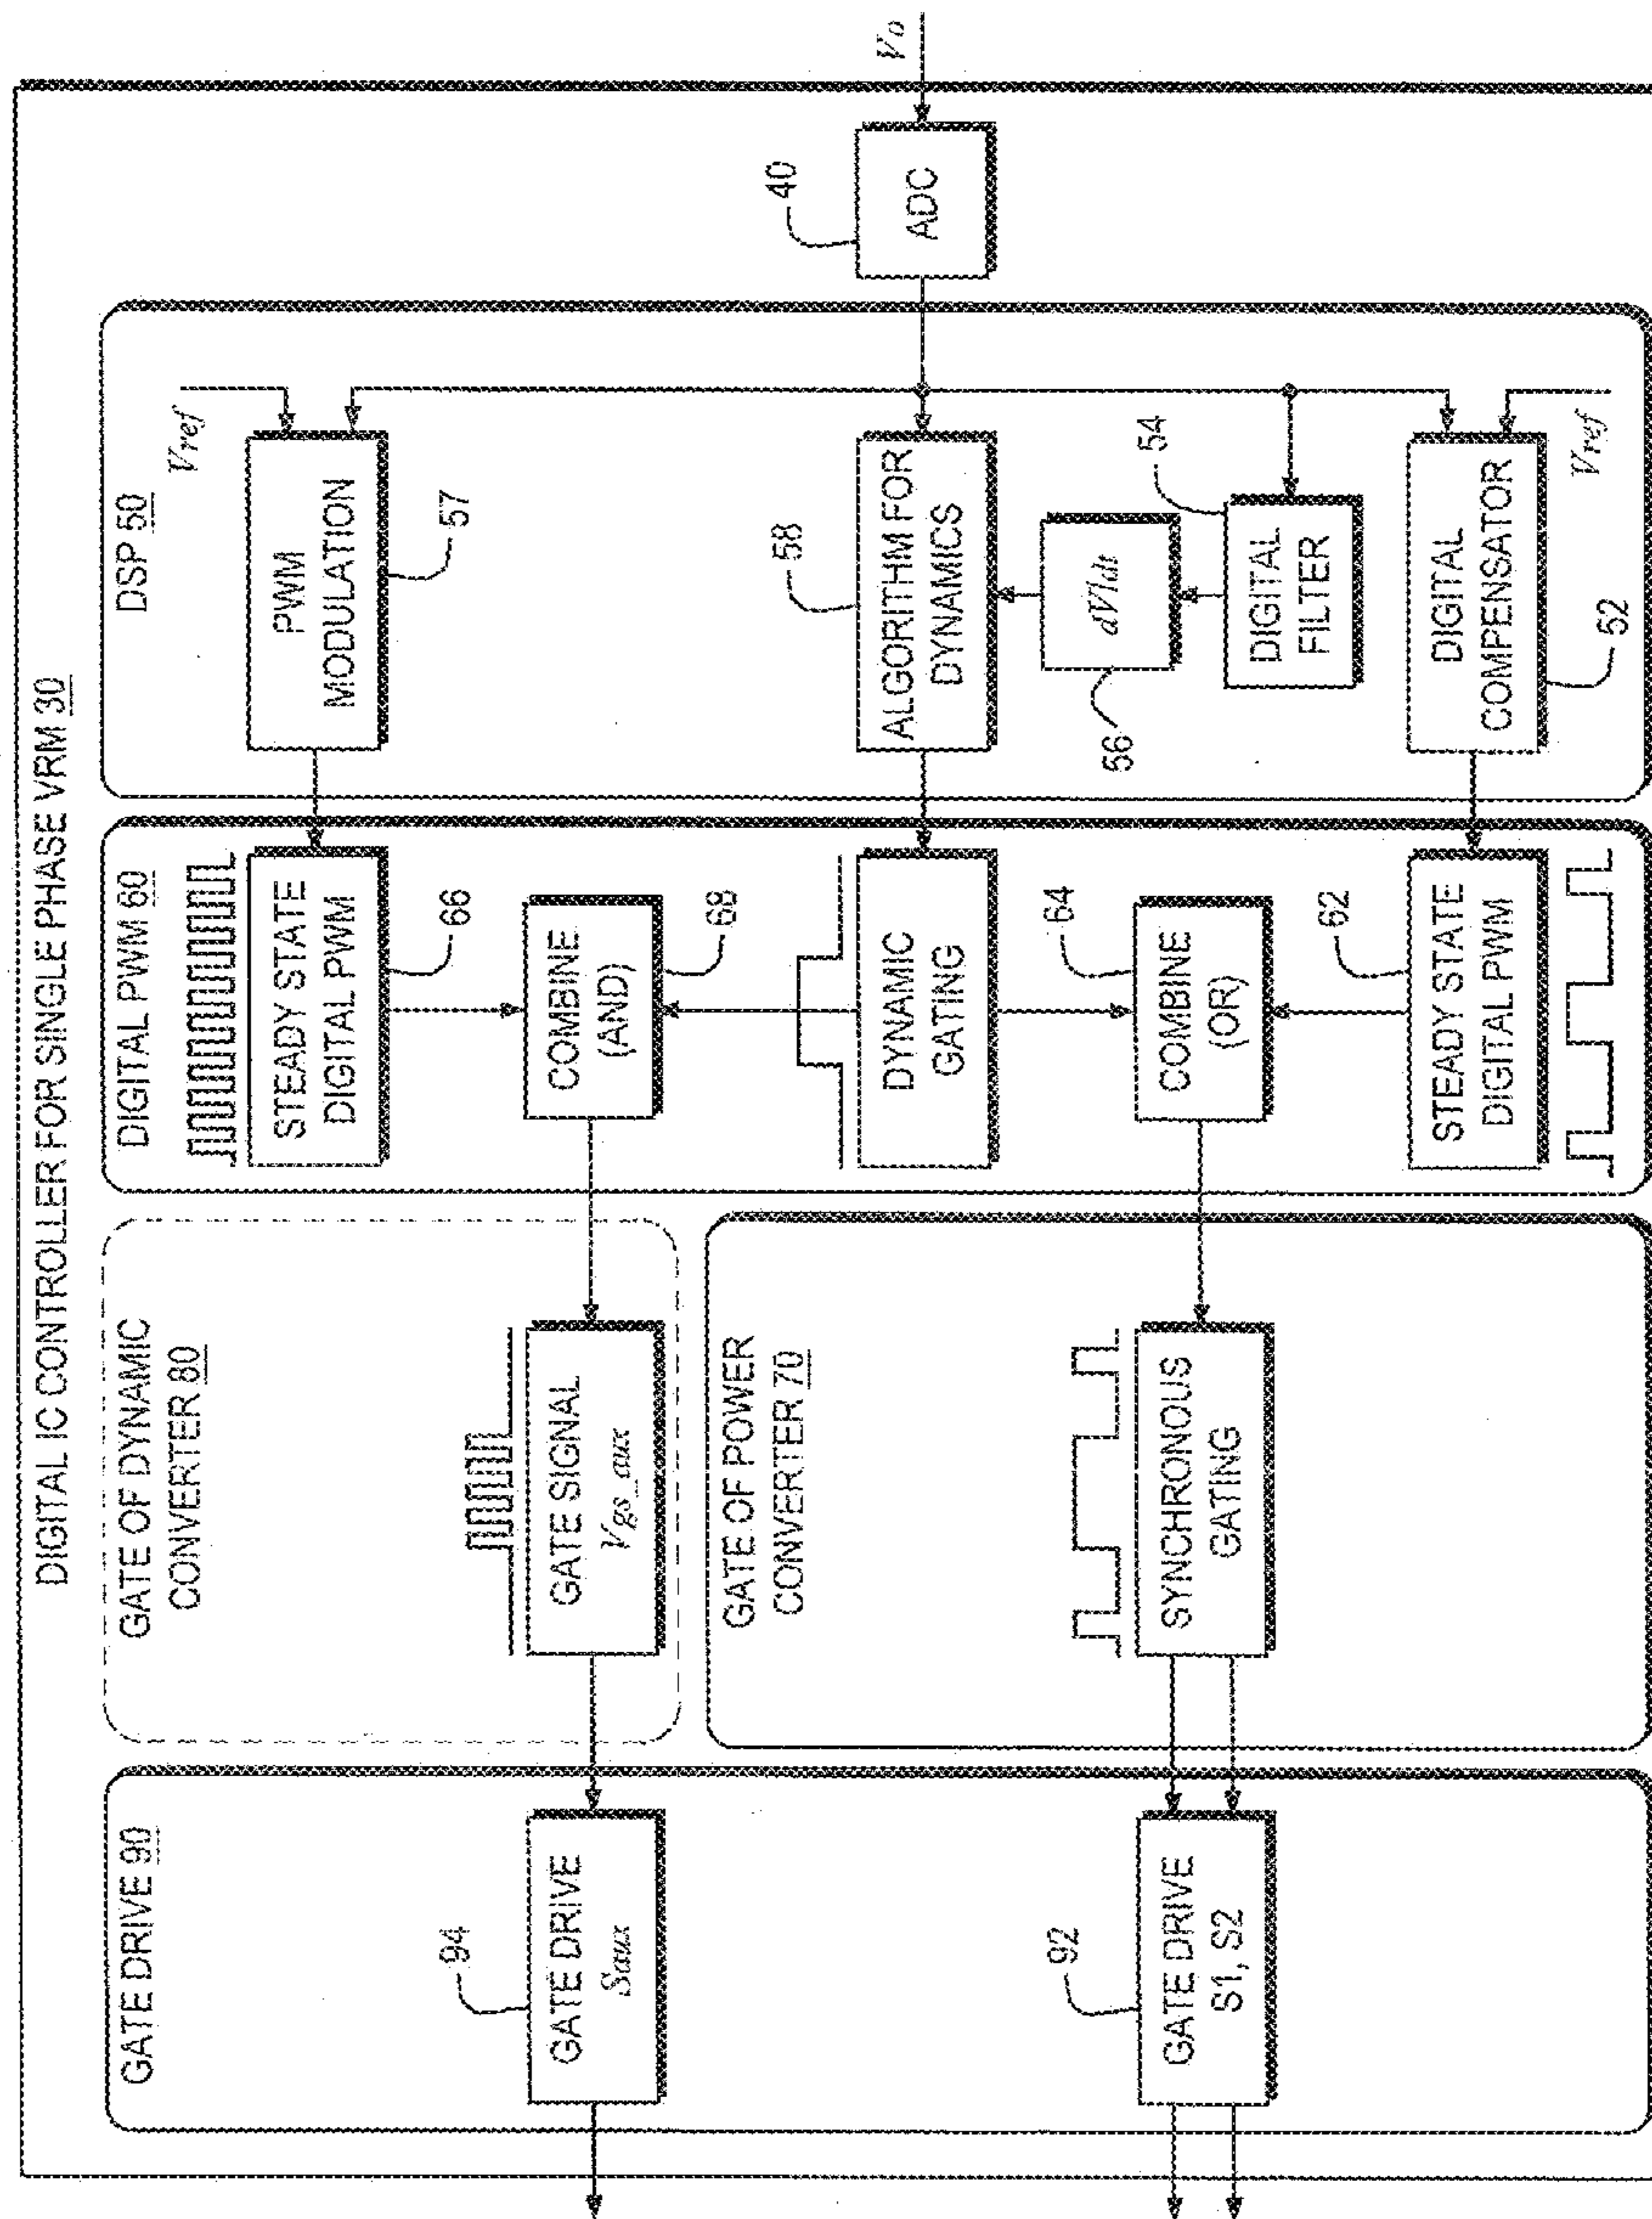 DIGITAL IC CONTROLLER FOR SINGLE PHASE VRM 30
GATE DRIVE 90
94
GATE DRIVE
Saux
92
GATE DRIVE
S1, S2
GATE OF DYNAMIC
CONVERTER 80
GATE SIGNAL
Vgs_aux
GATE OF POWER
CONVERTER 70
SYNCHRONOUS
GATING
DIGITAL PWM 60
STEADY STATE
DIGITAL PWM
66
COMBINE
(AND)
68
DYNAMIC
GATING
64
COMBINE
(OR)
62
STEADY STATE
DIGITAL PWM
DSP 50
Vref
PWM
MODULATION
57
58
ALGORITHM FOR
DYNAMICS
dV/dt
56
54
DIGITAL
FILTER
DIGITAL
COMPENSATOR
52
Vref
40
ADC
Vo